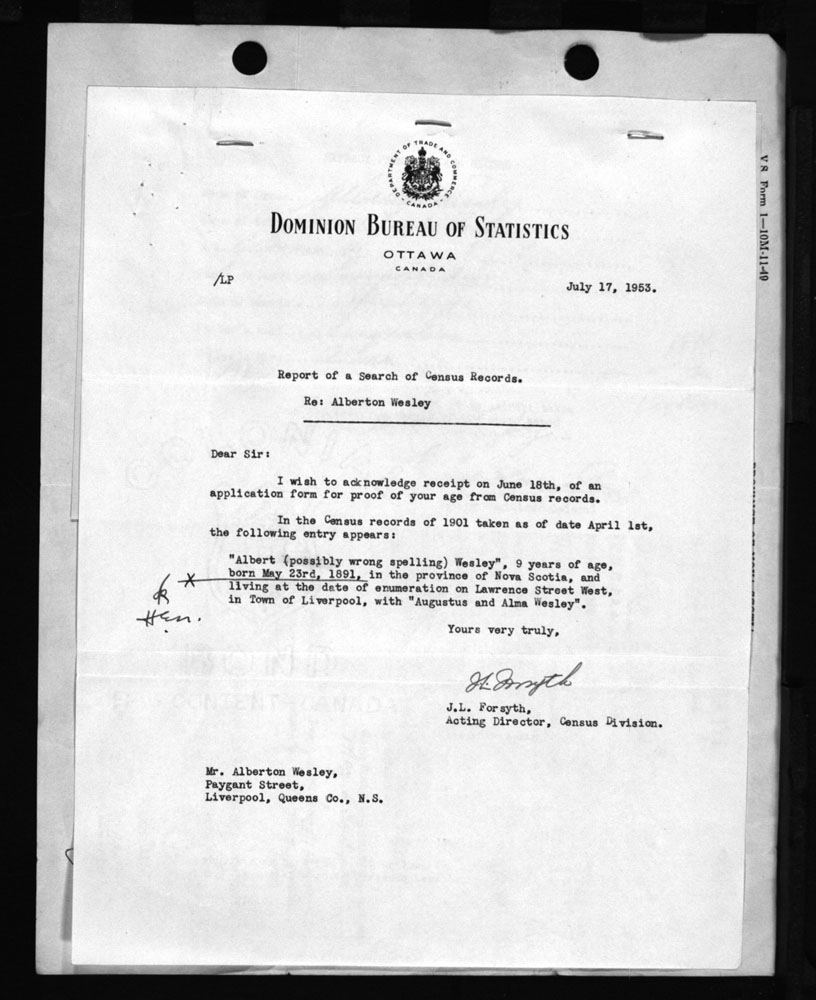 DEPARTMENT OF TRADE AND COMMERCE
CANADA
DOMINION BUREAU OF STATISTICS
OTTAWA
CANADA
/LP
July 17, 1953.
V S Form 1—10M-11-49
Report of a Search of Census Records.
Re: Alberton Wesley
Dear Sir:
I wish to acknowledge receipt on June 18th, of an
application form for proof of your age from Census records.
In the Census records of 1901 taken as of date April 1st,
the following entry appears:
"Albert (possibly wrong spelling) Wesley", 9 years of age,
born May 23rd, 1891, in the province of Nova Scotia, and
living at the date of enumeration on Lawrence Street West,
in Town of Liverpool, with "Augustus and Alma Wesley".
Yours very truly,
J.L. Forsyth
J.L. Forsyth,
Acting Director, Census Division.
Mr. Alberton Wesley,
Paygant Street,
Liverpool, Queens Co., N.S.